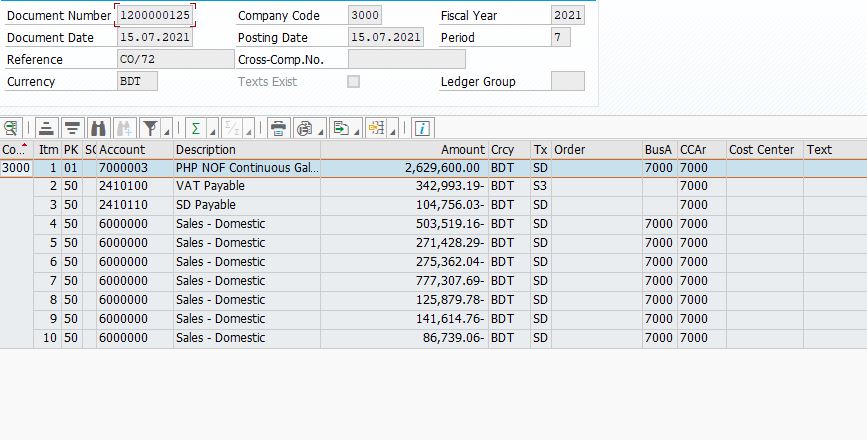 Document Number 1200000125 Company Code 3000 Fiscal Year 2021
Document Date 15.07.2021 Posting Date 15.07.2021 Period 7
Reference CO/72 Cross-Comp.No.
Currency BDT Texts Exist Ledger Group
Co... Itm PK SG Account Description Amount Crcy Tx Order BusA CCAr Cost Center Text
3000 1 01 7000003 PHP NOF Continuous Gal... 2,629,600.00 BDT SD 7000 7000
2 50 2410100 VAT Payable 342,993.19- BDT S3 7000
3 50 2410110 SD Payable 104,756.03- BDT SD 7000
4 50 6000000 Sales - Domestic 503,519.16- BDT SD 7000 7000
5 50 6000000 Sales - Domestic 271,428.29- BDT SD 7000 7000
6 50 6000000 Sales - Domestic 275,362.04- BDT SD 7000 7000
7 50 6000000 Sales - Domestic 777,307.69- BDT SD 7000 7000
8 50 6000000 Sales - Domestic 125,879.78- BDT SD 7000 7000
9 50 6000000 Sales - Domestic 141,614.76- BDT SD 7000 7000
10 50 6000000 Sales - Domestic 86,739.06- BDT SD 7000 7000